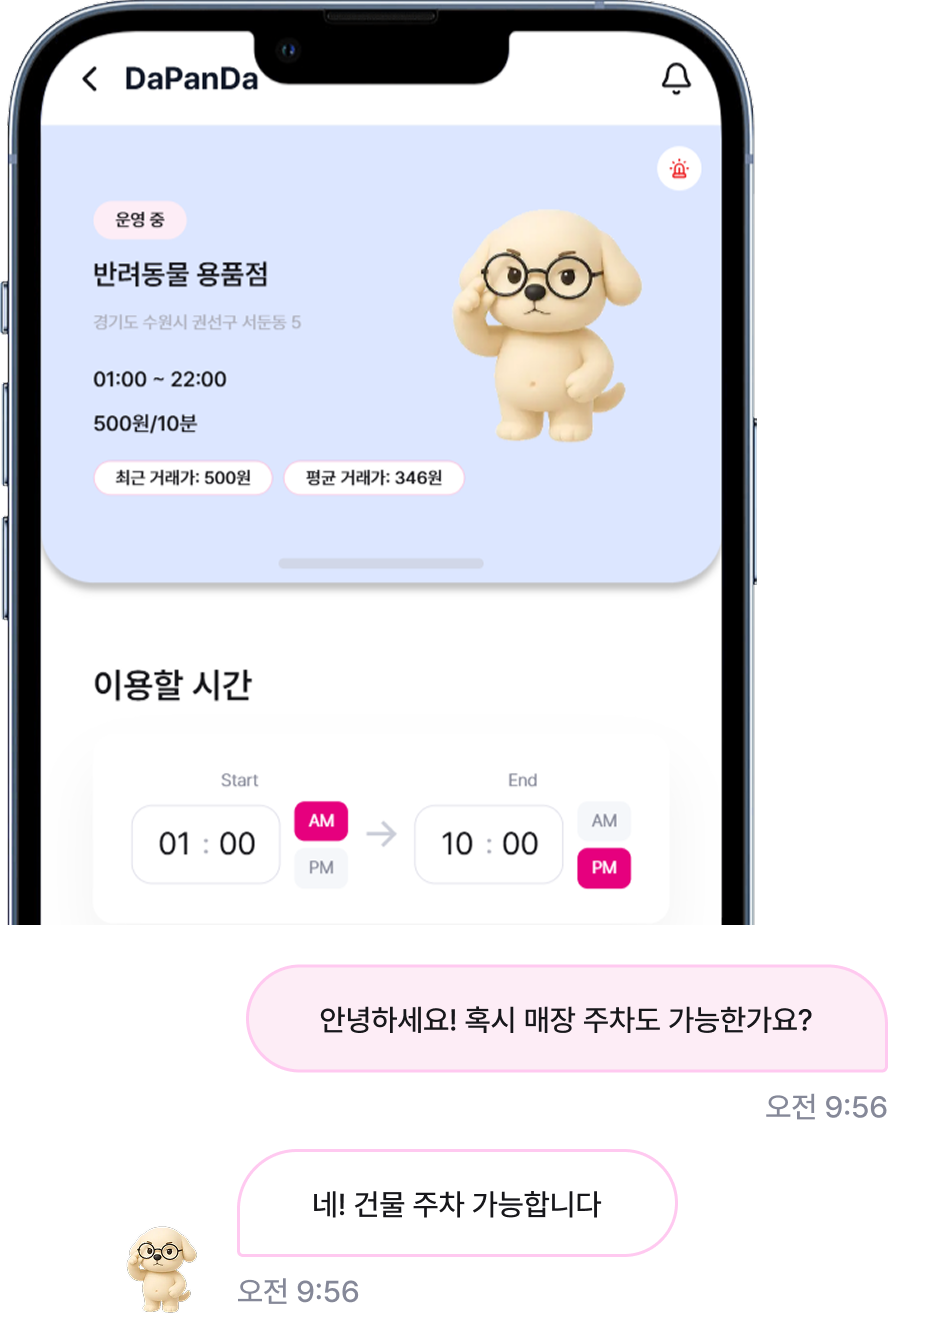 DaPanDa
운영 중
반려동물 용품점
경기도 수원시 권선구 서둔동 5
01:00 ~ 22:00
500원/10분
최근 거래가: 500원
평균 거래가: 346원
이용할 시간
Start
End
01 : 00
AM
PM
10 : 00
AM
PM
안녕하세요! 혹시 매장 주차도 가능한가요?
오전 9:56
네! 건물 주차 가능합니다
오전 9:56